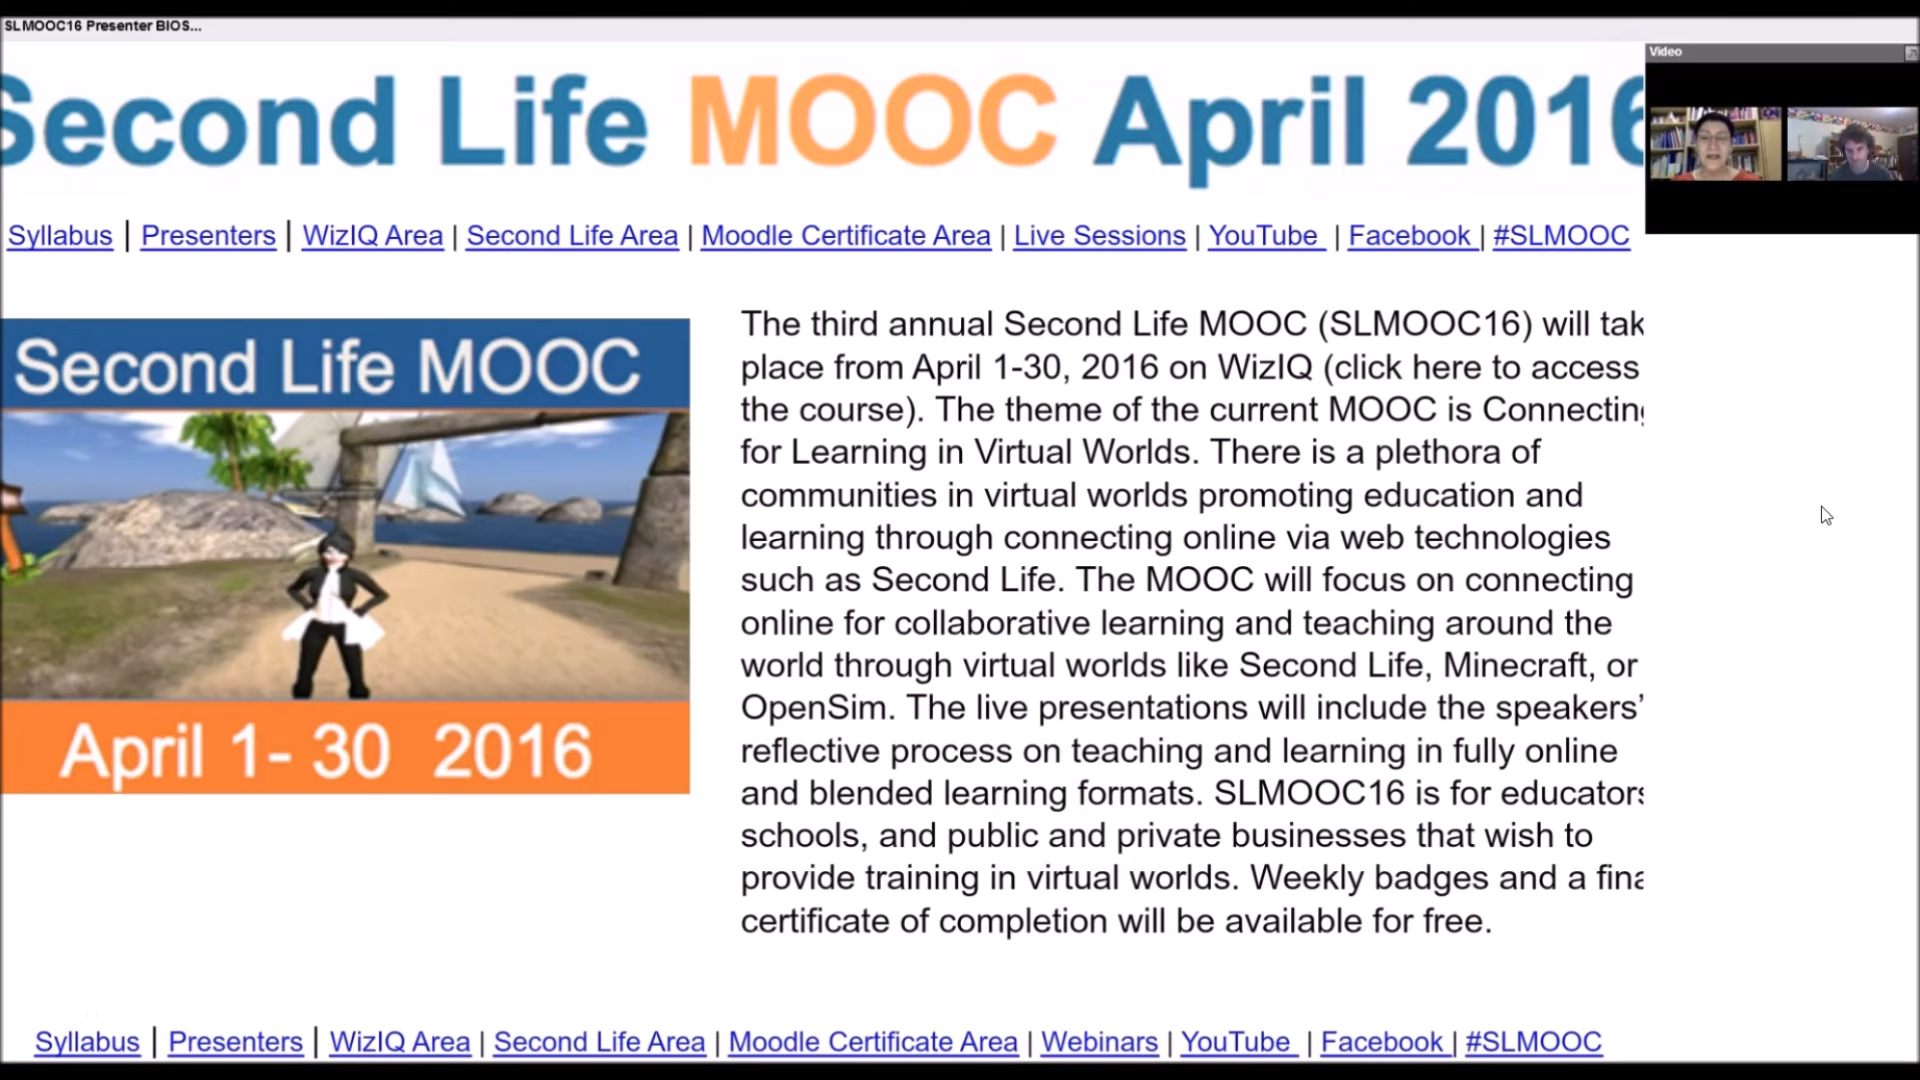 SLMOOC16 Presenter BIOS...
Video
Second Life MOOC April 2016
Syllabus | Presenters | WizIQ Area | Second Life Area | Moodle Certificate Area | Live Sessions | YouTube | Facebook | #SLMOOC
Second Life MOOC
April 1- 30 2016
The third annual Second Life MOOC (SLMOOC16) will tak
place from April 1-30, 2016 on WizIQ (click here to access
the course). The theme of the current MOOC is Connecting
for Learning in Virtual Worlds. There is a plethora of
communities in virtual worlds promoting education and
learning through connecting online via web technologies
such as Second Life. The MOOC will focus on connecting
online for collaborative learning and teaching around the
world through virtual worlds like Second Life, Minecraft, or
OpenSim. The live presentations will include the speakers’
reflective process on teaching and learning in fully online
and blended learning formats. SLMOOC16 is for educators
schools, and public and private businesses that wish to
provide training in virtual worlds. Weekly badges and a fina
certificate of completion will be available for free.
Syllabus | Presenters | WizIQ Area | Second Life Area | Moodle Certificate Area | Webinars | YouTube | Facebook | #SLMOOC